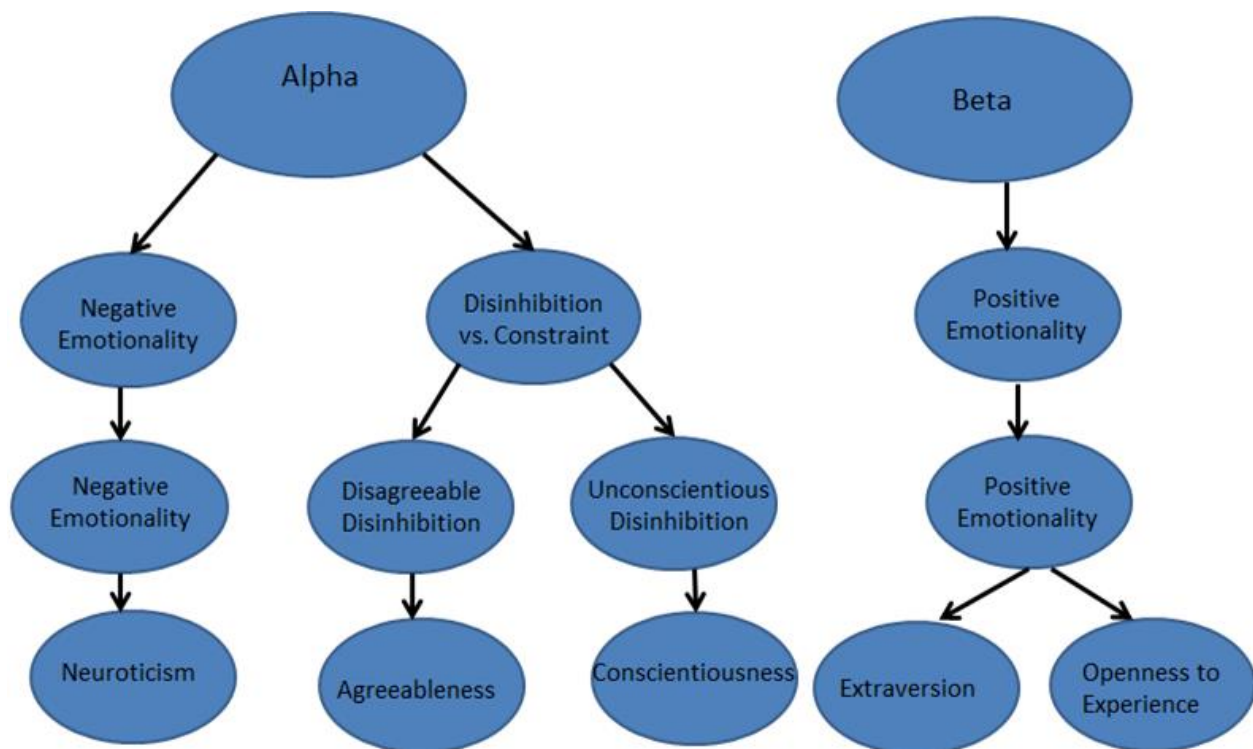 Alpha
Beta
Negative
Emotionality
Disinhibition
vs. Constraint
Positive
Emotionality
Negative
Emotionality
Disagreeable
Disinhibition
Unconscientious
Disinhibition
Positive
Emotionality
Neuroticism
Agreeableness
Conscientiousness
Extraversion
Openness to
Experience